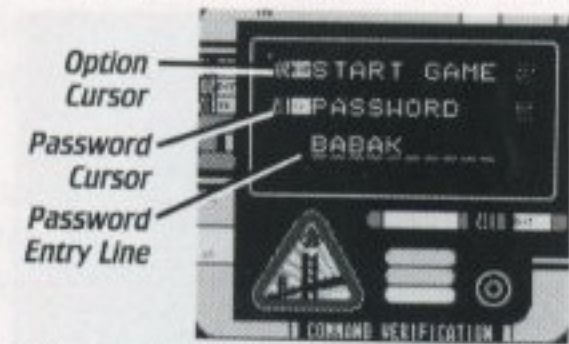 Option
Cursor
Password
Cursor
Password
Entry Line
START GAME
PASSWORD
BABAK
COMMAND VERIFICATION